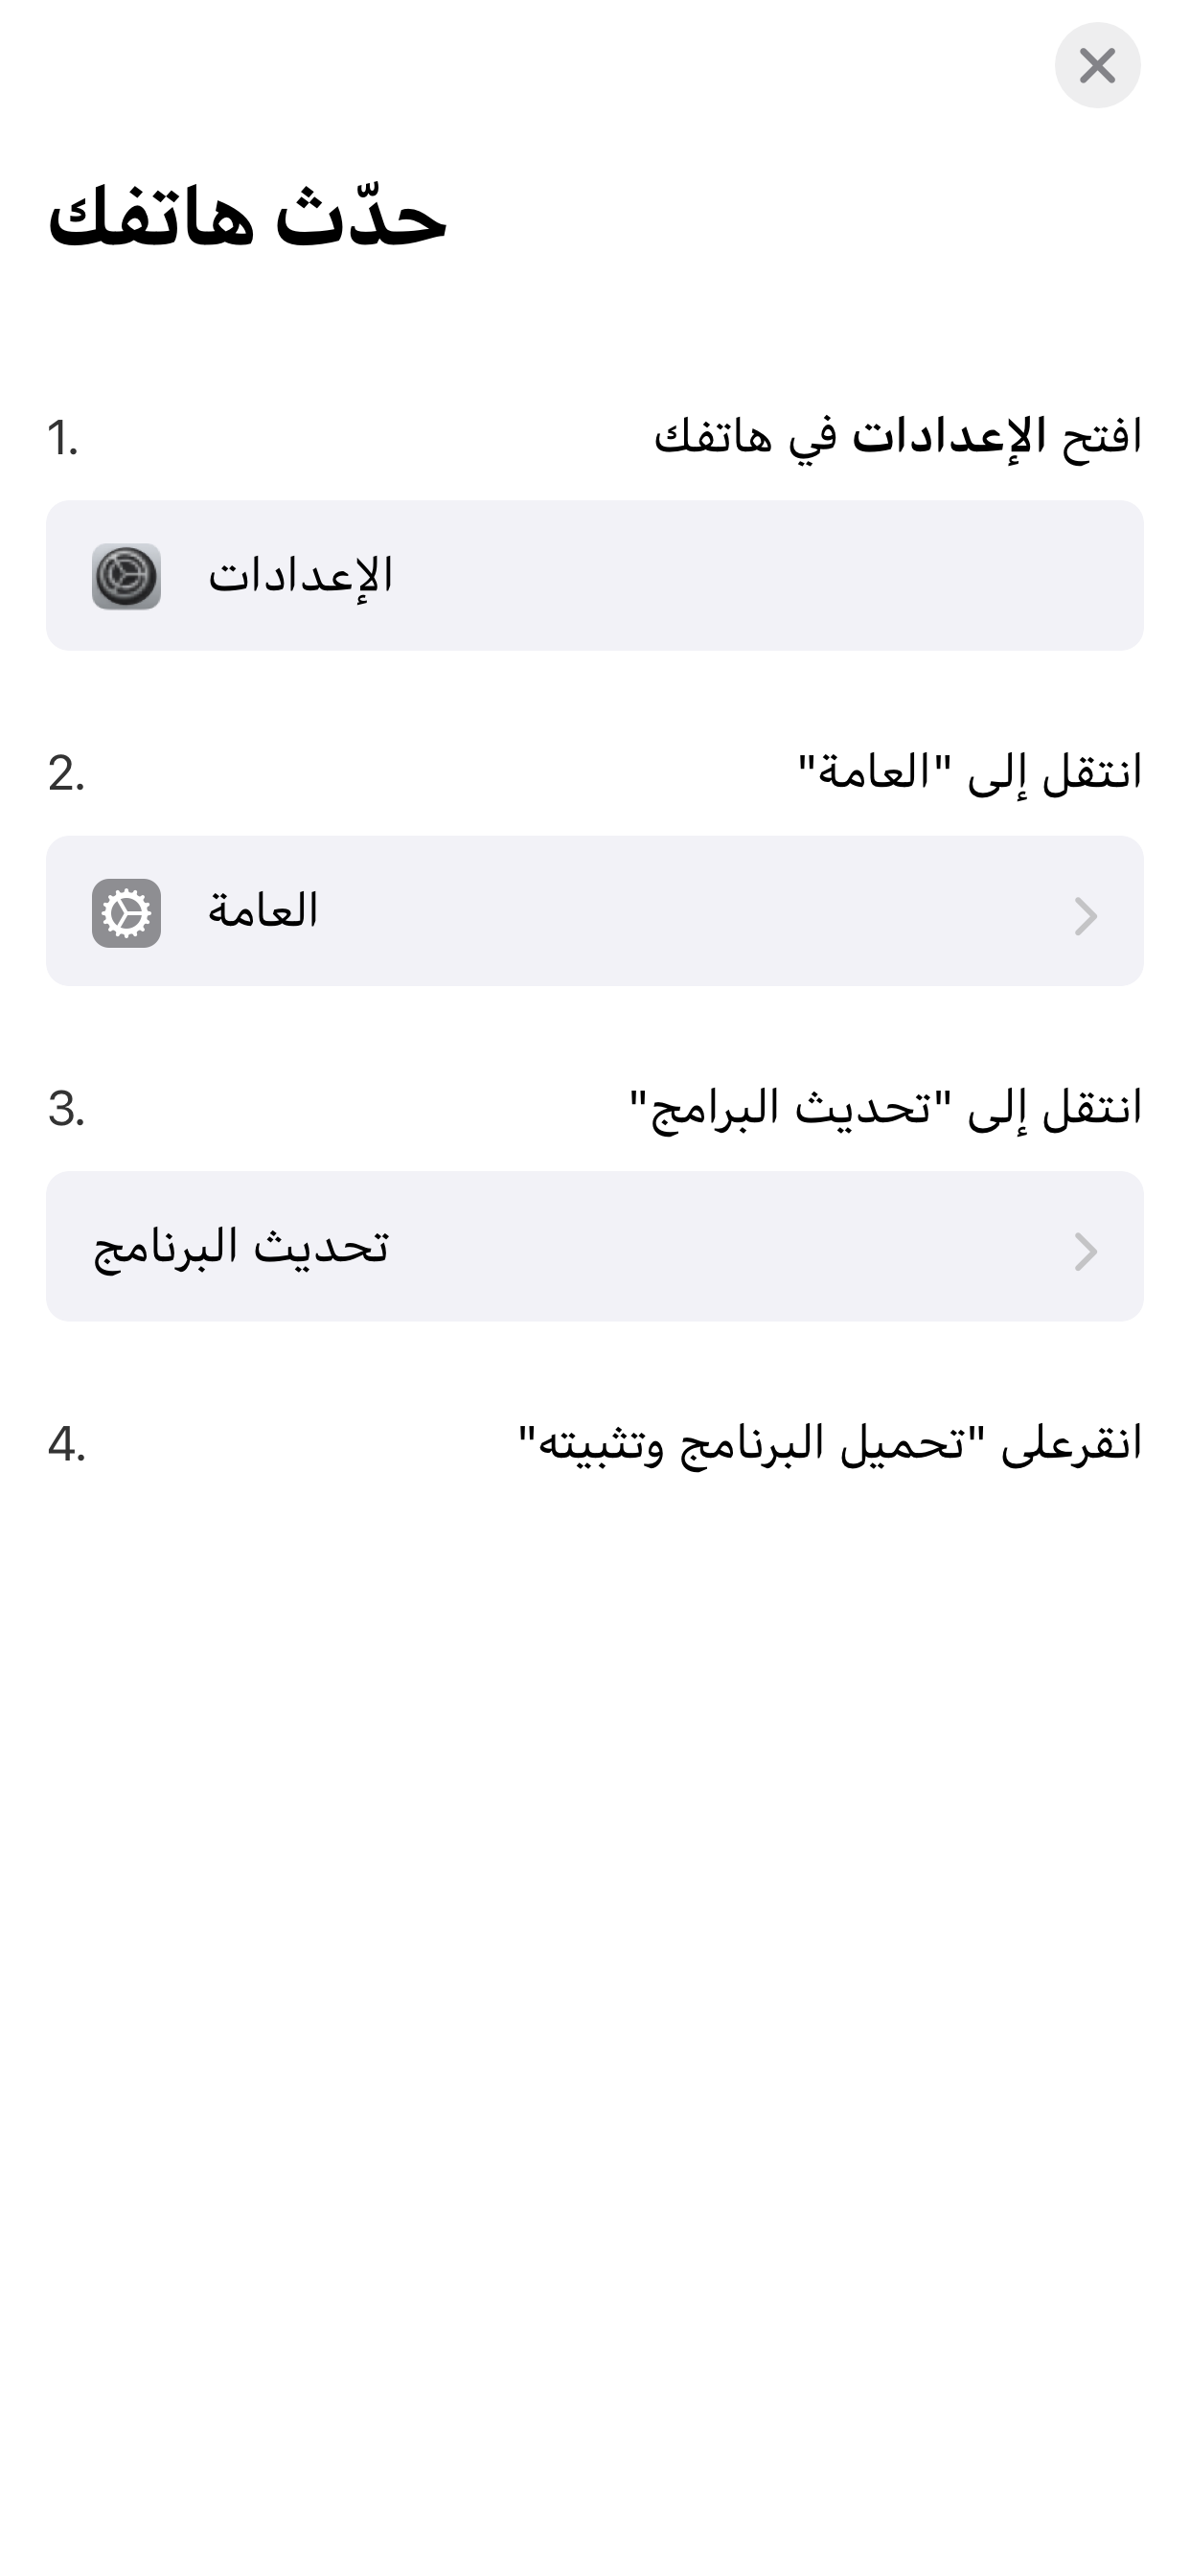 حدّث هاتفك
1. افتح الإعدادات في هاتفك
الإعدادات
2. انتقل إلى "العامة"
العامة
3. انتقل إلى "تحديث البرامج"
تحديث البرنامج
4. انقرعلى "تحميل البرنامج وتثبيته"